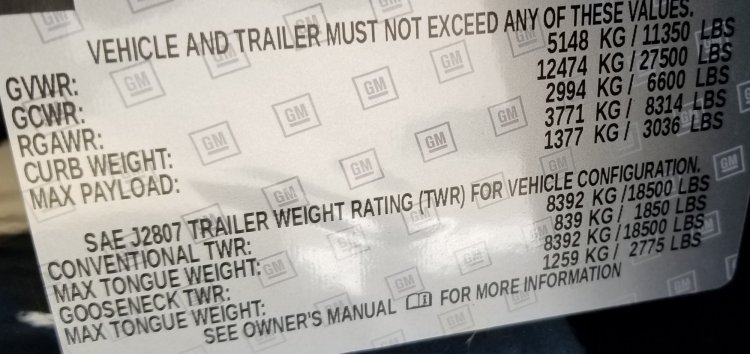 VEHICLE AND TRAILER MUST NOT EXCEED ANY OF THESE VALUES.
GVWR: 5148 KG / 11350 LBS
GCWR: 12474 KG / 27500 LBS
RGAWR: 2994 KG / 6600 LBS
CURB WEIGHT: 3771 KG / 8314 LBS
MAX PAYLOAD: 1377 KG / 3036 LBS
SAE J2807 TRAILER WEIGHT RATING (TWR) FOR VEHICLE CONFIGURATION.
CONVENTIONAL TWR: 8392 KG /18500 LBS
MAX TONGUE WEIGHT: 839 KG / 1850 LBS
GOOSENECK TWR: 8392 KG /18500 LBS
MAX TONGUE WEIGHT: 1259 KG / 2775 LBS
SEE OWNER'S MANUAL FOR MORE INFORMATION